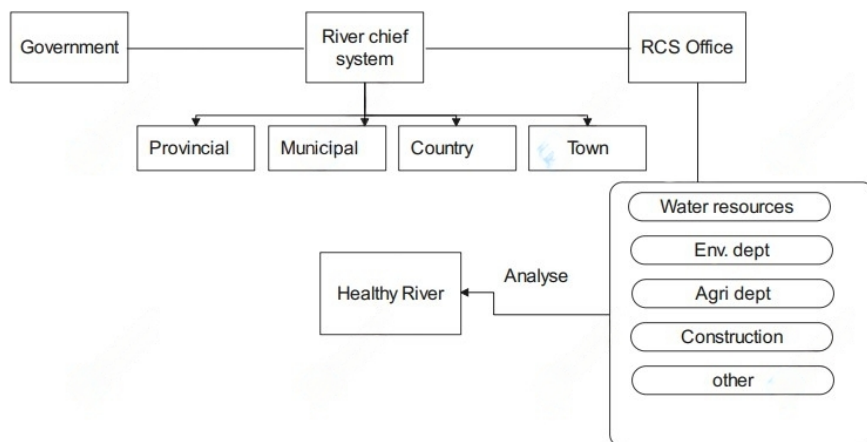 Government
River chief
system
RCS Office
Provincial
Municipal
Country
Town
Water resources
Env. dept
Agri dept
Construction
other
Analyse
Healthy River